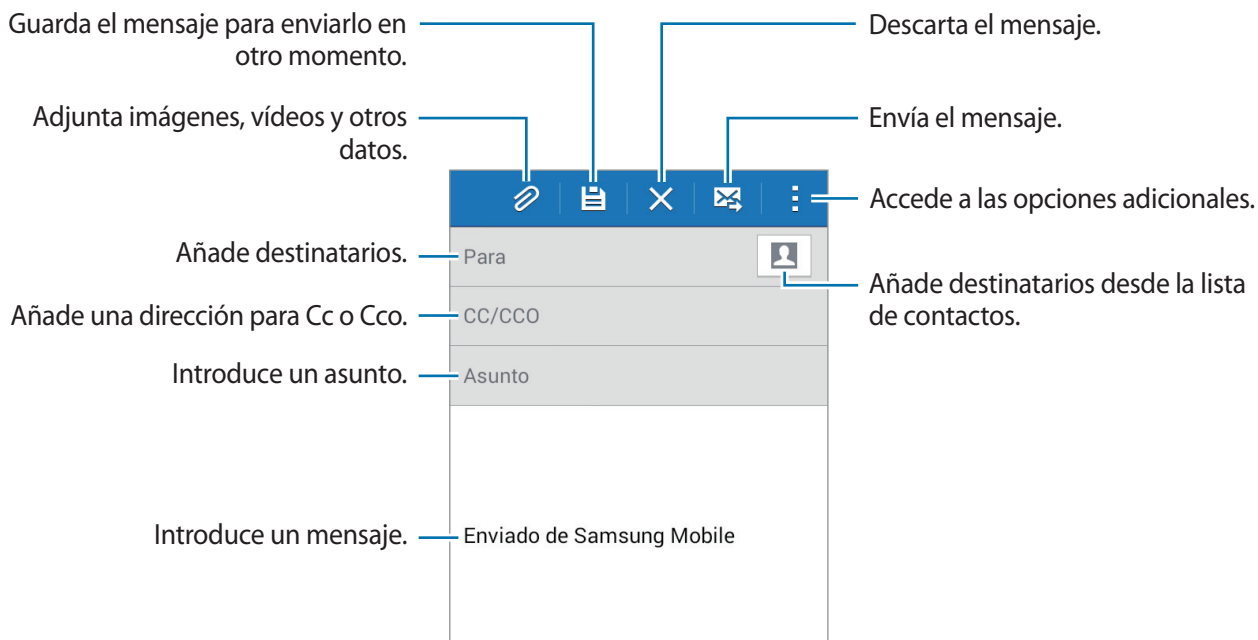 Guarda el mensaje para enviarlo en
otro momento.
Descarta el mensaje.
Adjunta imágenes, vídeos y otros
datos.
Envía el mensaje.
Accede a las opciones adicionales.
Añade destinatarios.
Para
Añade destinatarios desde la lista
de contactos.
Añade una dirección para Cc o Cco.
CC/CCO
Introduce un asunto.
Asunto
Introduce un mensaje.
Enviado de Samsung Mobile